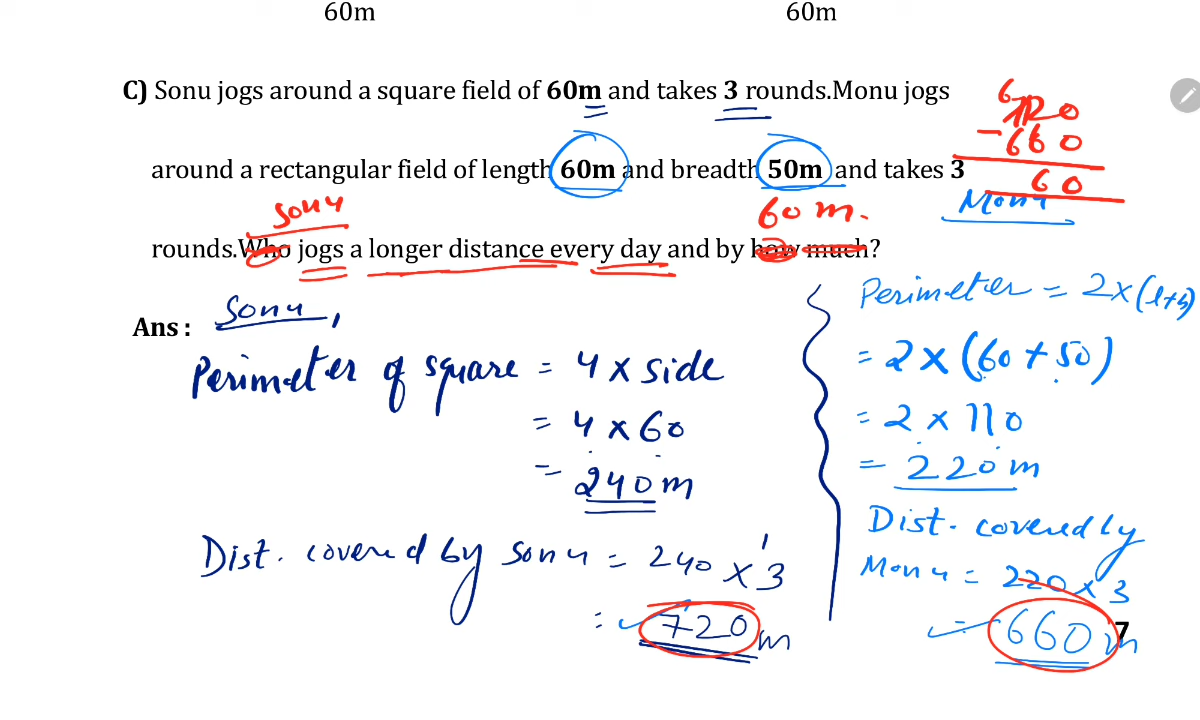 60m 60m
C) Sonu jogs around a square field of 60m and takes 3 rounds.Monu jogs
around a rectangular field of length 60m and breadth 50m and takes 3
rounds.Who jogs a longer distance every day and by how much?
Sonu
60 m.
720
- 660
60
Monu
Ans : Sonu,
Perimeter of square = 4 x side
= 4 x 60
= 240 m
Dist. covered by Sonu = 240 x 3
= 720 m
Perimeter = 2x(l+b)
= 2 x (60 + 50)
= 2 x 110
= 220 m
Dist. covered by
Monu = 220 x 3
= 660 m
7